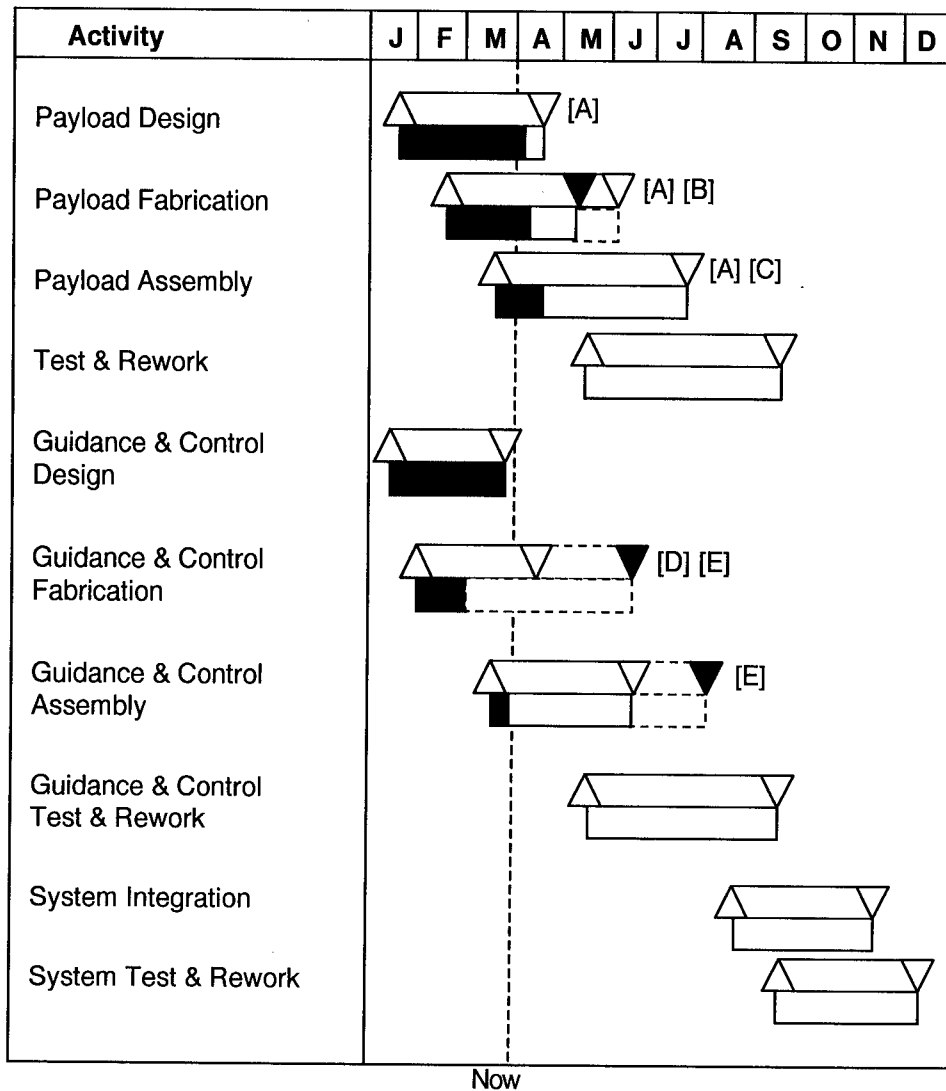 Activity J F M A M J J A S O N D
Payload Design [A]
Payload Fabrication [A] [B]
Payload Assembly [A] [C]
Test & Rework
Guidance & Control
Design
Guidance & Control [D] [E]
Fabrication
Guidance & Control [E]
Assembly
Guidance & Control
Test & Rework
System Integration
System Test & Rework
Now